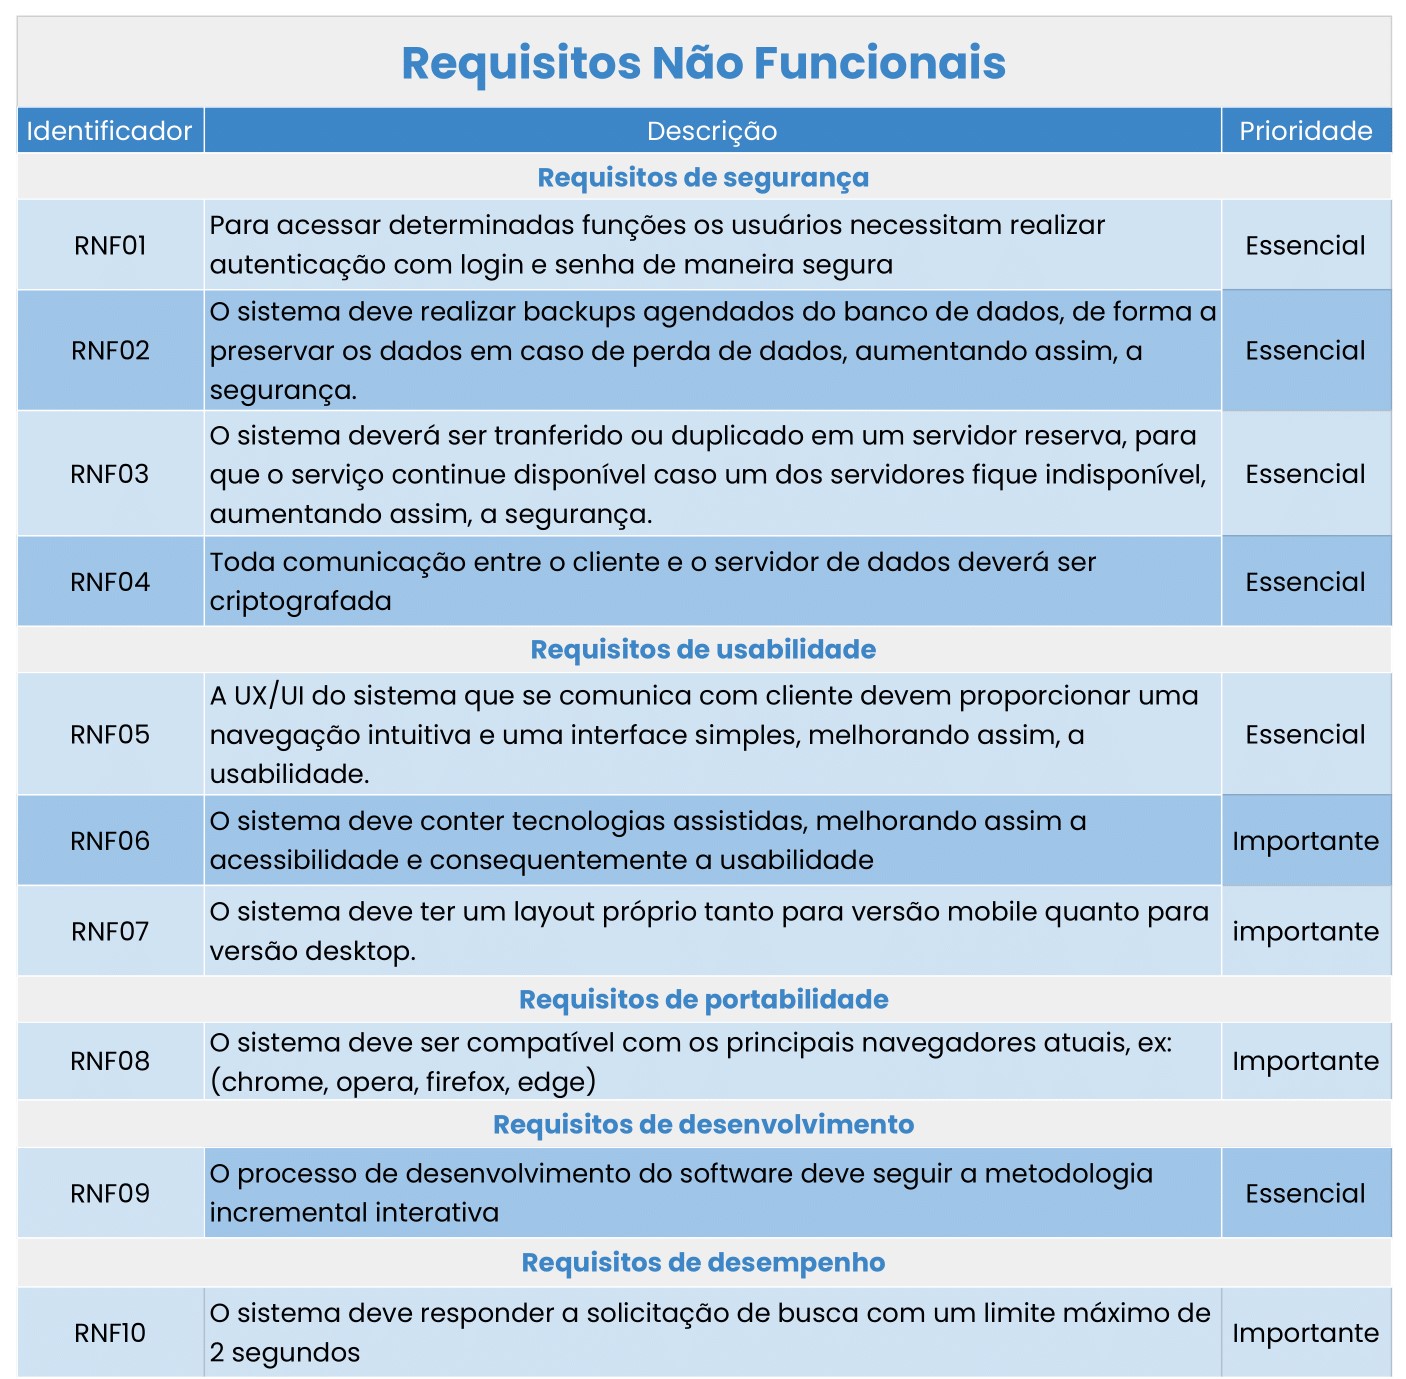 Requisitos Não Funcionais
Identificador Descrição Prioridade
Requisitos de segurança
RNF01
Para acessar determinadas funções os usuários necessitam realizar
autenticação com login e senha de maneira segura
Essencial
RNF02
O sistema deve realizar backups agendados do banco de dados, de forma a
preservar os dados em caso de perda de dados, aumentando assim, a
segurança.
Essencial
RNF03
O sistema deverá ser tranferido ou duplicado em um servidor reserva, para
que o serviço continue disponível caso um dos servidores fique indisponível,
aumentando assim, a segurança.
Essencial
RNF04
Toda comunicação entre o cliente e o servidor de dados deverá ser
criptografada
Essencial
Requisitos de usabilidade
RNF05
A UX/UI do sistema que se comunica com cliente devem proporcionar uma
navegação intuitiva e uma interface simples, melhorando assim, a
usabilidade.
Essencial
RNF06
O sistema deve conter tecnologias assistidas, melhorando assim a
acessibilidade e consequentemente a usabilidade
Importante
RNF07
O sistema deve ter um layout próprio tanto para versão mobile quanto para
versão desktop.
importante
Requisitos de portabilidade
RNF08
O sistema deve ser compatível com os principais navegadores atuais, ex:
(chrome, opera, firefox, edge)
Importante
Requisitos de desenvolvimento
RNF09
O processo de desenvolvimento do software deve seguir a metodologia
incremental interativa
Essencial
Requisitos de desempenho
RNF10
O sistema deve responder a solicitação de busca com um limite máximo de
2 segundos
Importante